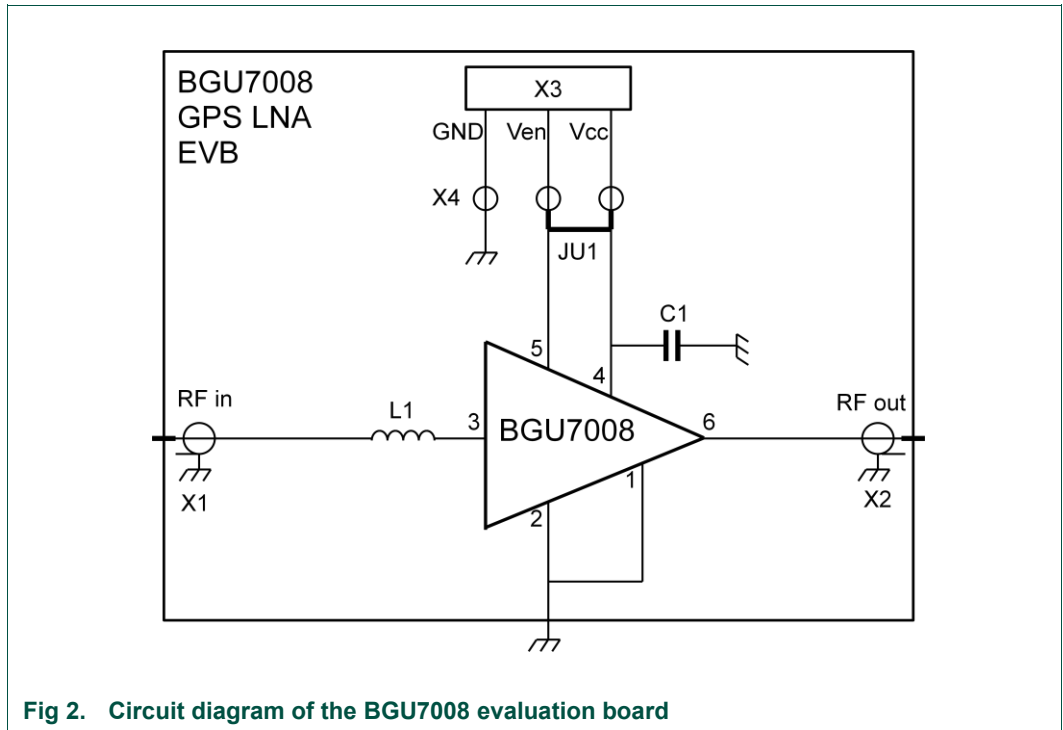 BGU7008
GPS LNA
EVB
X3
GND Ven Vcc
X4
JU1
C1
5
4
RF in
L1
3
BGU7008
6
RF out
1
X1
2
X2
Fig 2. Circuit diagram of the BGU7008 evaluation board